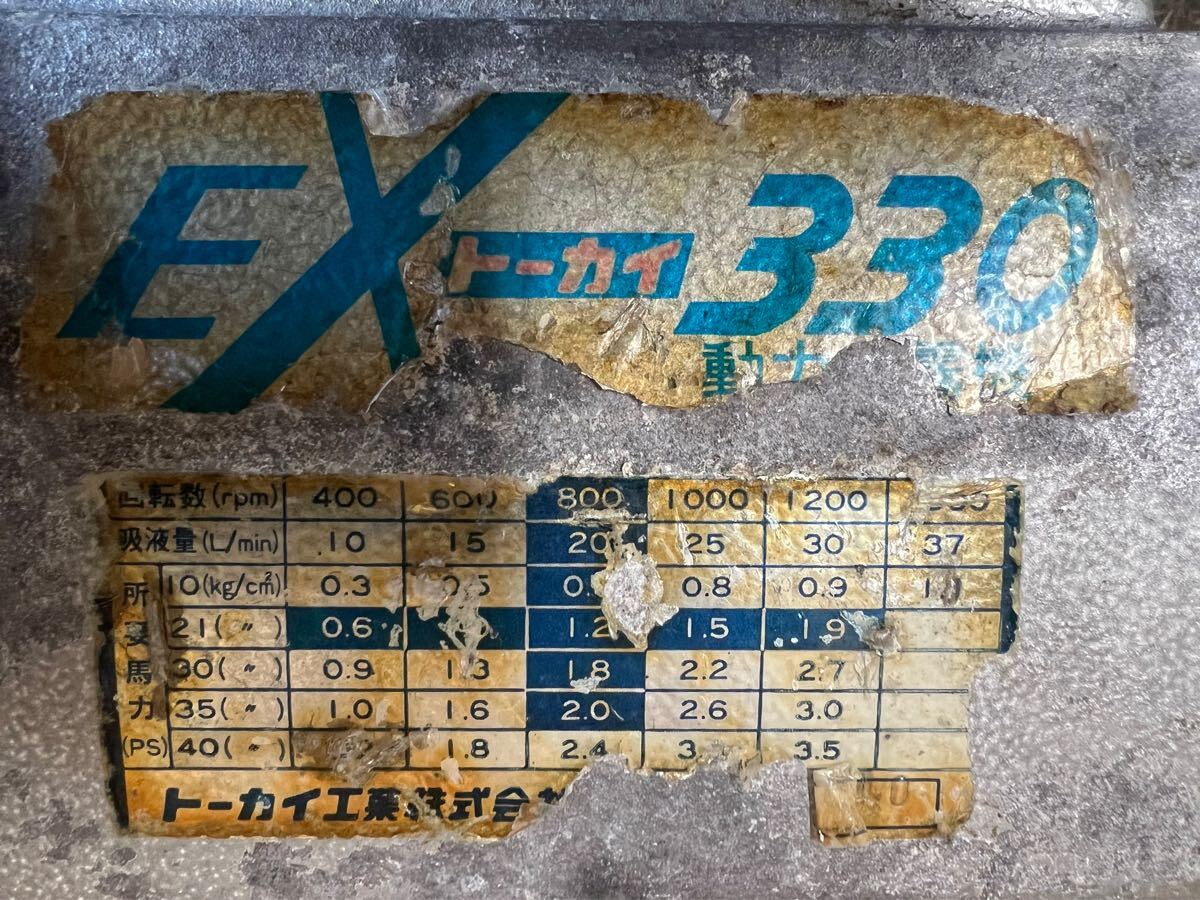 EX トーカイ 330
動
回転数(rpm) 400 600 800 1000 1200
吸液量(L/min) 10 15 20 25 30 37
所要馬力(PS)
10(kg/cm²) 0.3 0.8 0.9
21( 〃 ) 0.6 1.2 1.5 1.9
30( 〃 ) 0.9 1.3 1.8 2.2 2.7
35( 〃 ) 1.0 1.6 2.0 2.6 3.0
40( 〃 ) 1.8 2.4 3.5
トーカイ工業株式会